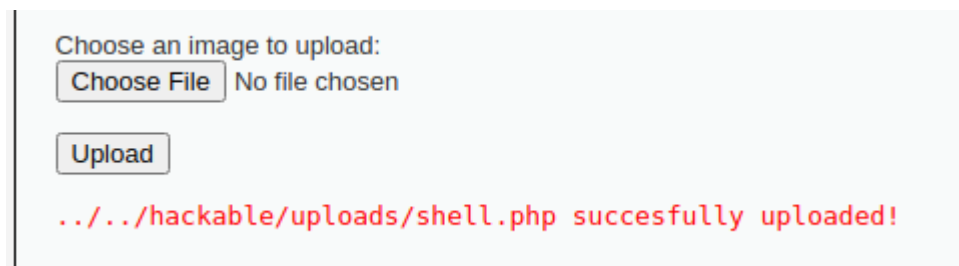 Choose an image to upload:
Choose File No file chosen
Upload
../../hackable/uploads/shell.php succesfully uploaded!